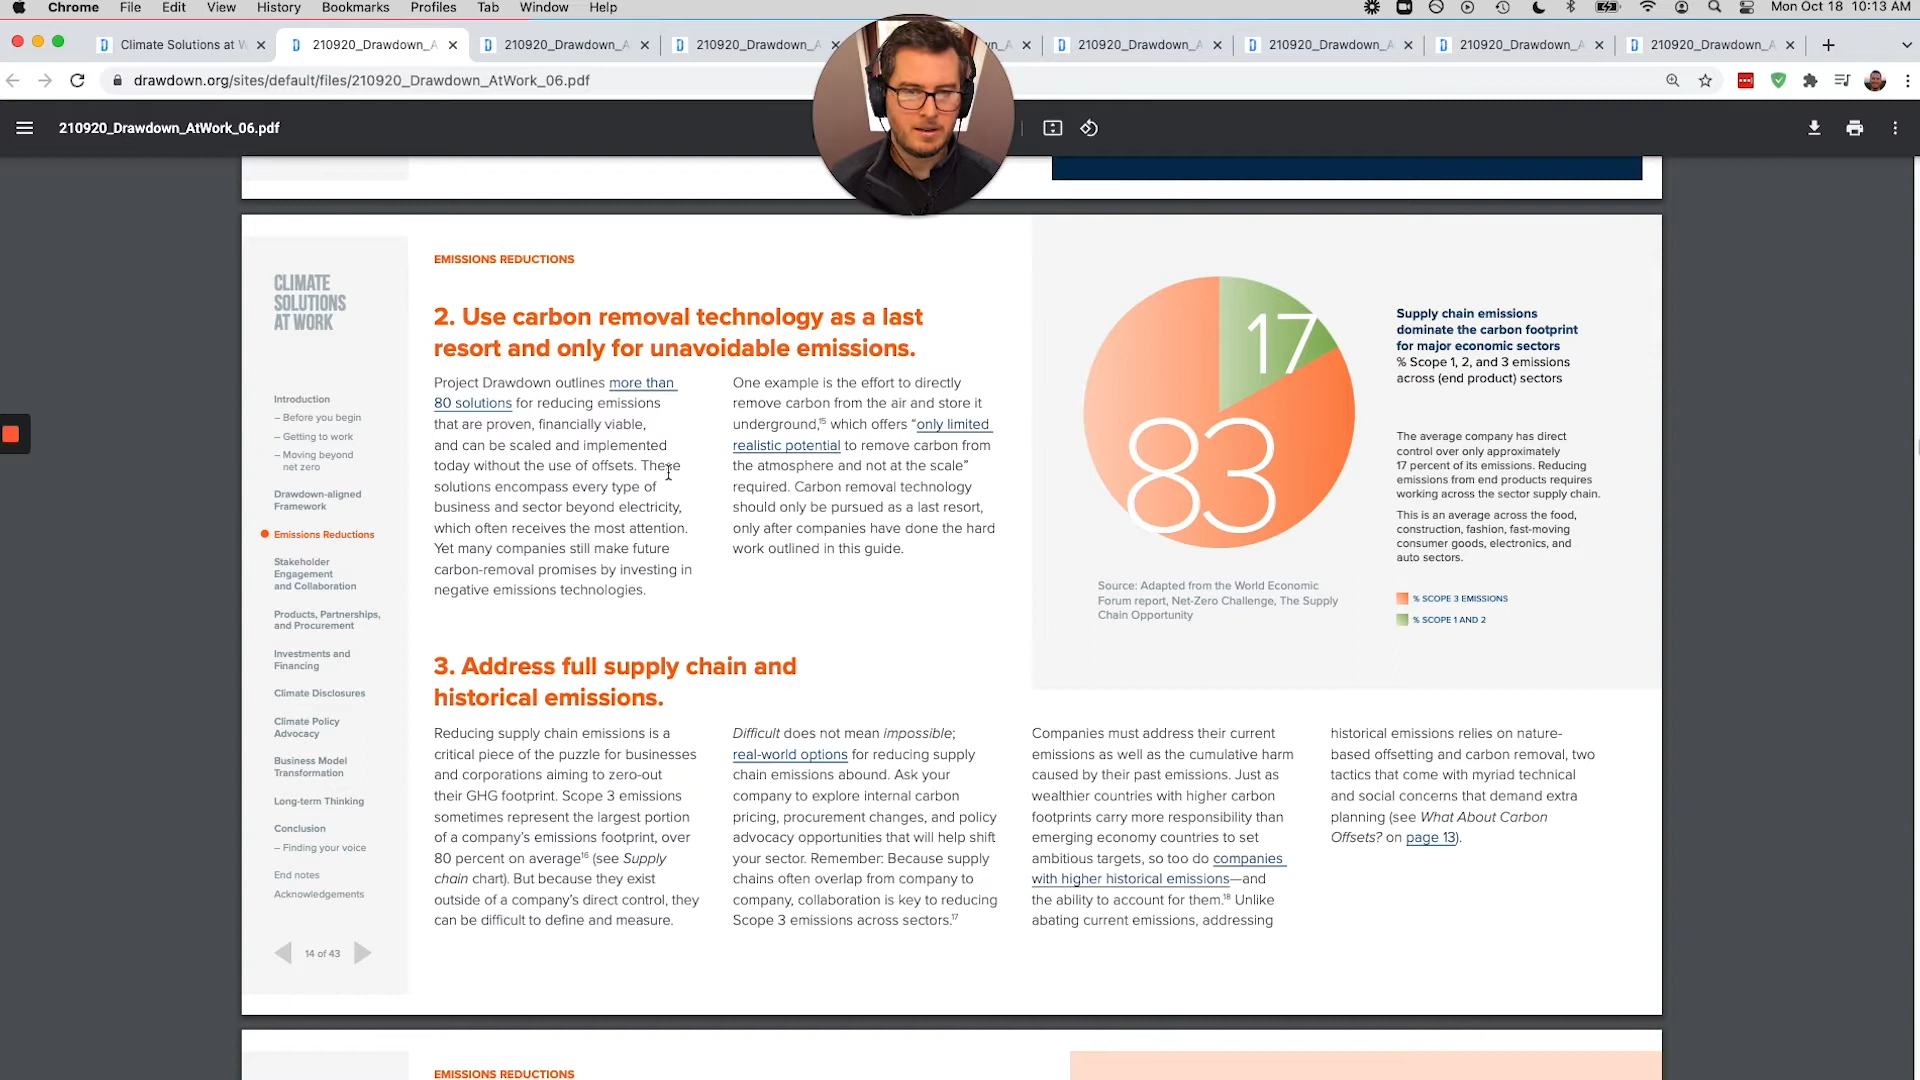 Chrome File Edit View History Bookmarks Profiles Tab Window Help
Mon Oct 18 10:13 AM
Climate Solutions at W
210920_Drawdown_A
210920_Drawdown_A
210920_Drawdown_A
210920_Drawdown_A
210920_Drawdown_A
210920_Drawdown_A
210920_Drawdown_A
drawdown.org/sites/default/files/210920_Drawdown_AtWork_06.pdf
210920_Drawdown_AtWork_06.pdf
CLIMATE
SOLUTIONS
AT WORK
Introduction
– Before you begin
– Getting to work
– Moving beyond
net zero
Drawdown-aligned
Framework
Emissions Reductions
Stakeholder
Engagement
and Collaboration
Products, Partnerships,
and Procurement
Investments and
Financing
Climate Disclosures
Climate Policy
Advocacy
Business Model
Transformation
Long-term Thinking
Conclusion
– Finding your voice
End notes
Acknowledgements
14 of 43
EMISSIONS REDUCTIONS
2. Use carbon removal technology as a last
resort and only for unavoidable emissions.
Project Drawdown outlines more than
80 solutions for reducing emissions
that are proven, financially viable,
and can be scaled and implemented
today without the use of offsets. These
solutions encompass every type of
business and sector beyond electricity,
which often receives the most attention.
Yet many companies still make future
carbon-removal promises by investing in
negative emissions technologies.
One example is the effort to directly
remove carbon from the air and store it
underground,15 which offers “only limited
realistic potential to remove carbon from
the atmosphere and not at the scale”
required. Carbon removal technology
should only be pursued as a last resort,
only after companies have done the hard
work outlined in this guide.
17
83
Source: Adapted from the World Economic
Forum report, Net-Zero Challenge, The Supply
Chain Opportunity
Supply chain emissions
dominate the carbon footprint
for major economic sectors
% Scope 1, 2, and 3 emissions
across (end product) sectors
The average company has direct
control over only approximately
17 percent of its emissions. Reducing
emissions from end products requires
working across the sector supply chain.
This is an average across the food,
construction, fashion, fast-moving
consumer goods, electronics, and
auto sectors.
% SCOPE 3 EMISSIONS
% SCOPE 1 AND 2
3. Address full supply chain and
historical emissions.
Reducing supply chain emissions is a
critical piece of the puzzle for businesses
and corporations aiming to zero-out
their GHG footprint. Scope 3 emissions
sometimes represent the largest portion
of a company’s emissions footprint, over
80 percent on average16 (see Supply
chain chart). But because they exist
outside of a company’s direct control, they
can be difficult to define and measure.
Difficult does not mean impossible;
real-world options for reducing supply
chain emissions abound. Ask your
company to explore internal carbon
pricing, procurement changes, and policy
advocacy opportunities that will help shift
your sector. Remember: Because supply
chains often overlap from company to
company, collaboration is key to reducing
Scope 3 emissions across sectors.17
Companies must address their current
emissions as well as the cumulative harm
caused by their past emissions. Just as
wealthier countries with higher carbon
footprints carry more responsibility than
emerging economy countries to set
ambitious targets, so too do companies
with higher historical emissions—and
the ability to account for them.18 Unlike
abating current emissions, addressing
historical emissions relies on nature-
based offsetting and carbon removal, two
tactics that come with myriad technical
and social concerns that demand extra
planning (see What About Carbon
Offsets? on page 13).
EMISSIONS REDUCTIONS